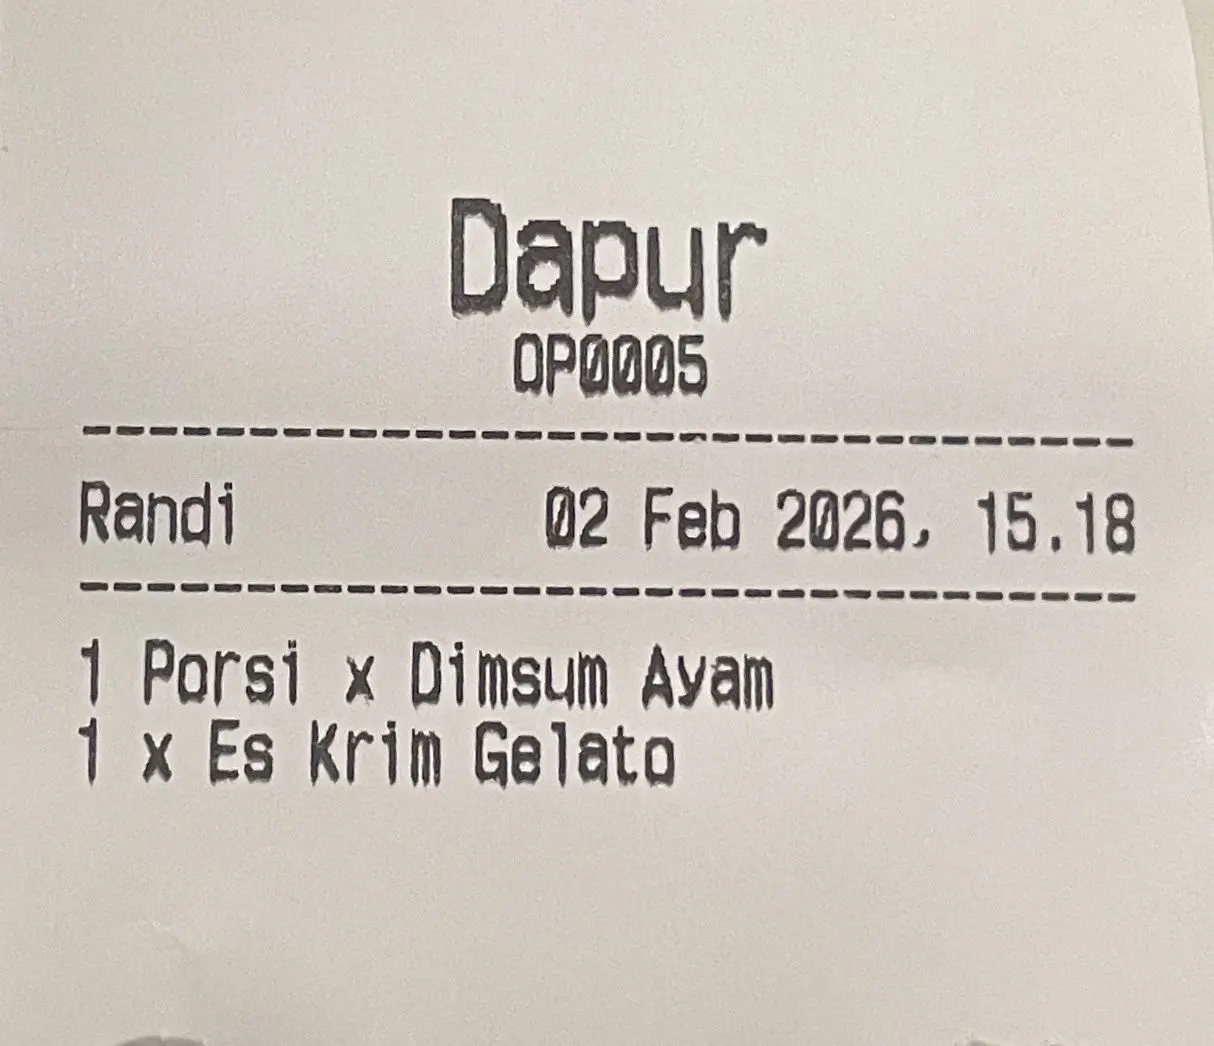 Dapur
OP0005
--------------------------------
Randi 02 Feb 2026, 15.18
--------------------------------
1 Porsi x Dimsum Ayam
1 x Es Krim Gelato